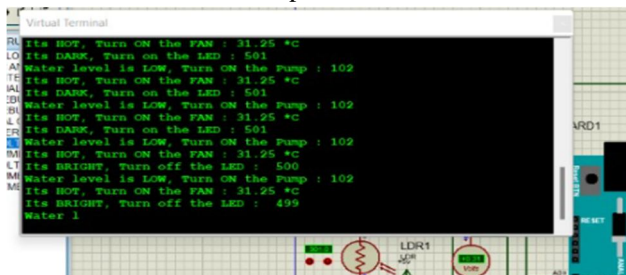 Virtual Terminal
Its HOT, Turn ON the FAN : 31.25 *C
Its DARK, Turn on the LED : 501
Water level is LOW, Turn ON the Pump : 102
Its HOT, Turn ON the FAN : 31.25 *C
Its DARK, Turn on the LED : 501
Water level is LOW, Turn ON the Pump : 102
Its HOT, Turn ON the FAN : 31.25 *C
Its DARK, Turn on the LED : 501
Water level is LOW, Turn ON the Pump : 102
Its HOT, Turn ON the FAN : 31.25 *C
Its BRIGHT, Turn off the LED : 500
Water level is LOW, Turn ON the Pump : 102
Its HOT, Turn ON the FAN : 31.25 *C
Its BRIGHT, Turn off the LED : 499
Water l
ARD1
RESET
LDR1
LDR
Volts